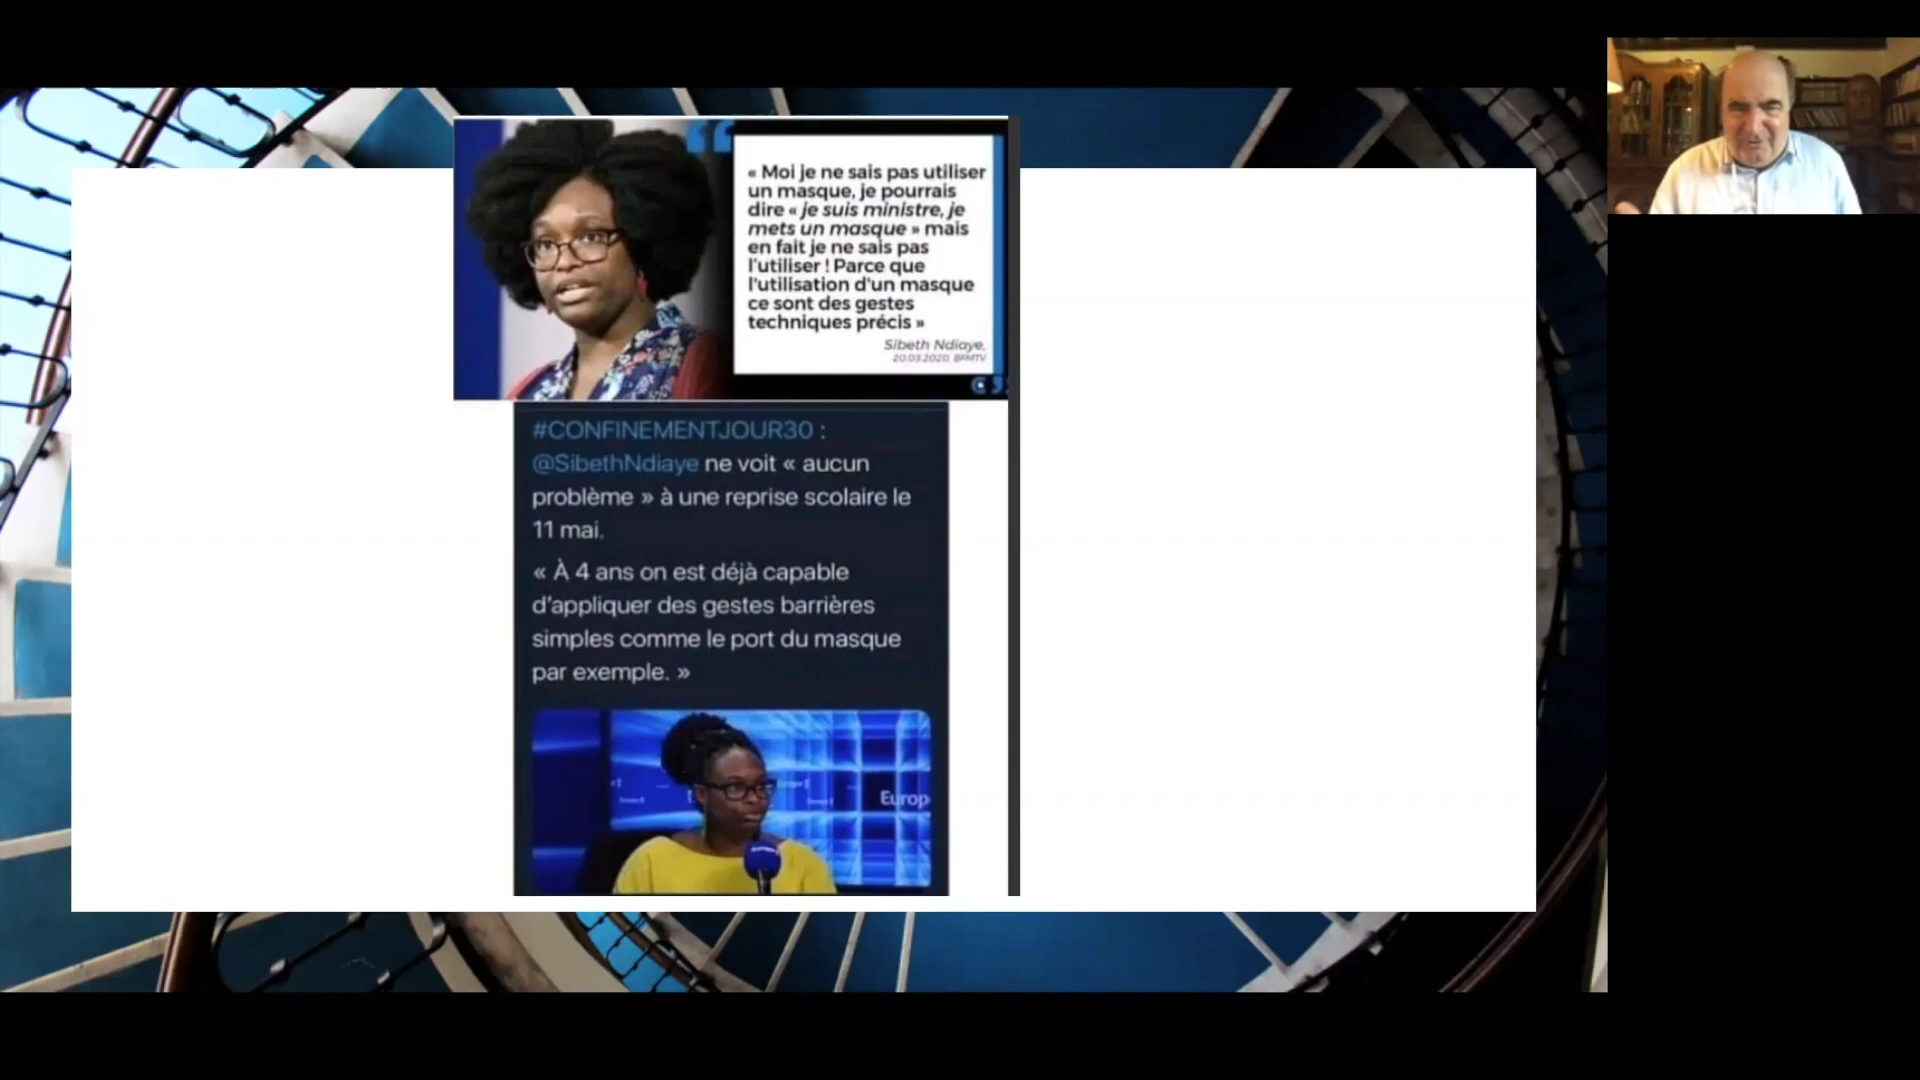 « Moi je ne sais pas utiliser
un masque, je pourrais
dire « je suis ministre, je
mets un masque » mais
en fait je ne sais pas
l'utiliser ! Parce que
l'utilisation d'un masque
ce sont des gestes
techniques précis »
Sibeth Ndiaye,
20.03.2020, BFMTV
#CONFINEMENTJOUR30 :
@SibethNdiaye ne voit « aucun
problème » à une reprise scolaire le
11 mai.
« À 4 ans on est déjà capable
d'appliquer des gestes barrières
simples comme le port du masque
par exemple. »
Europ